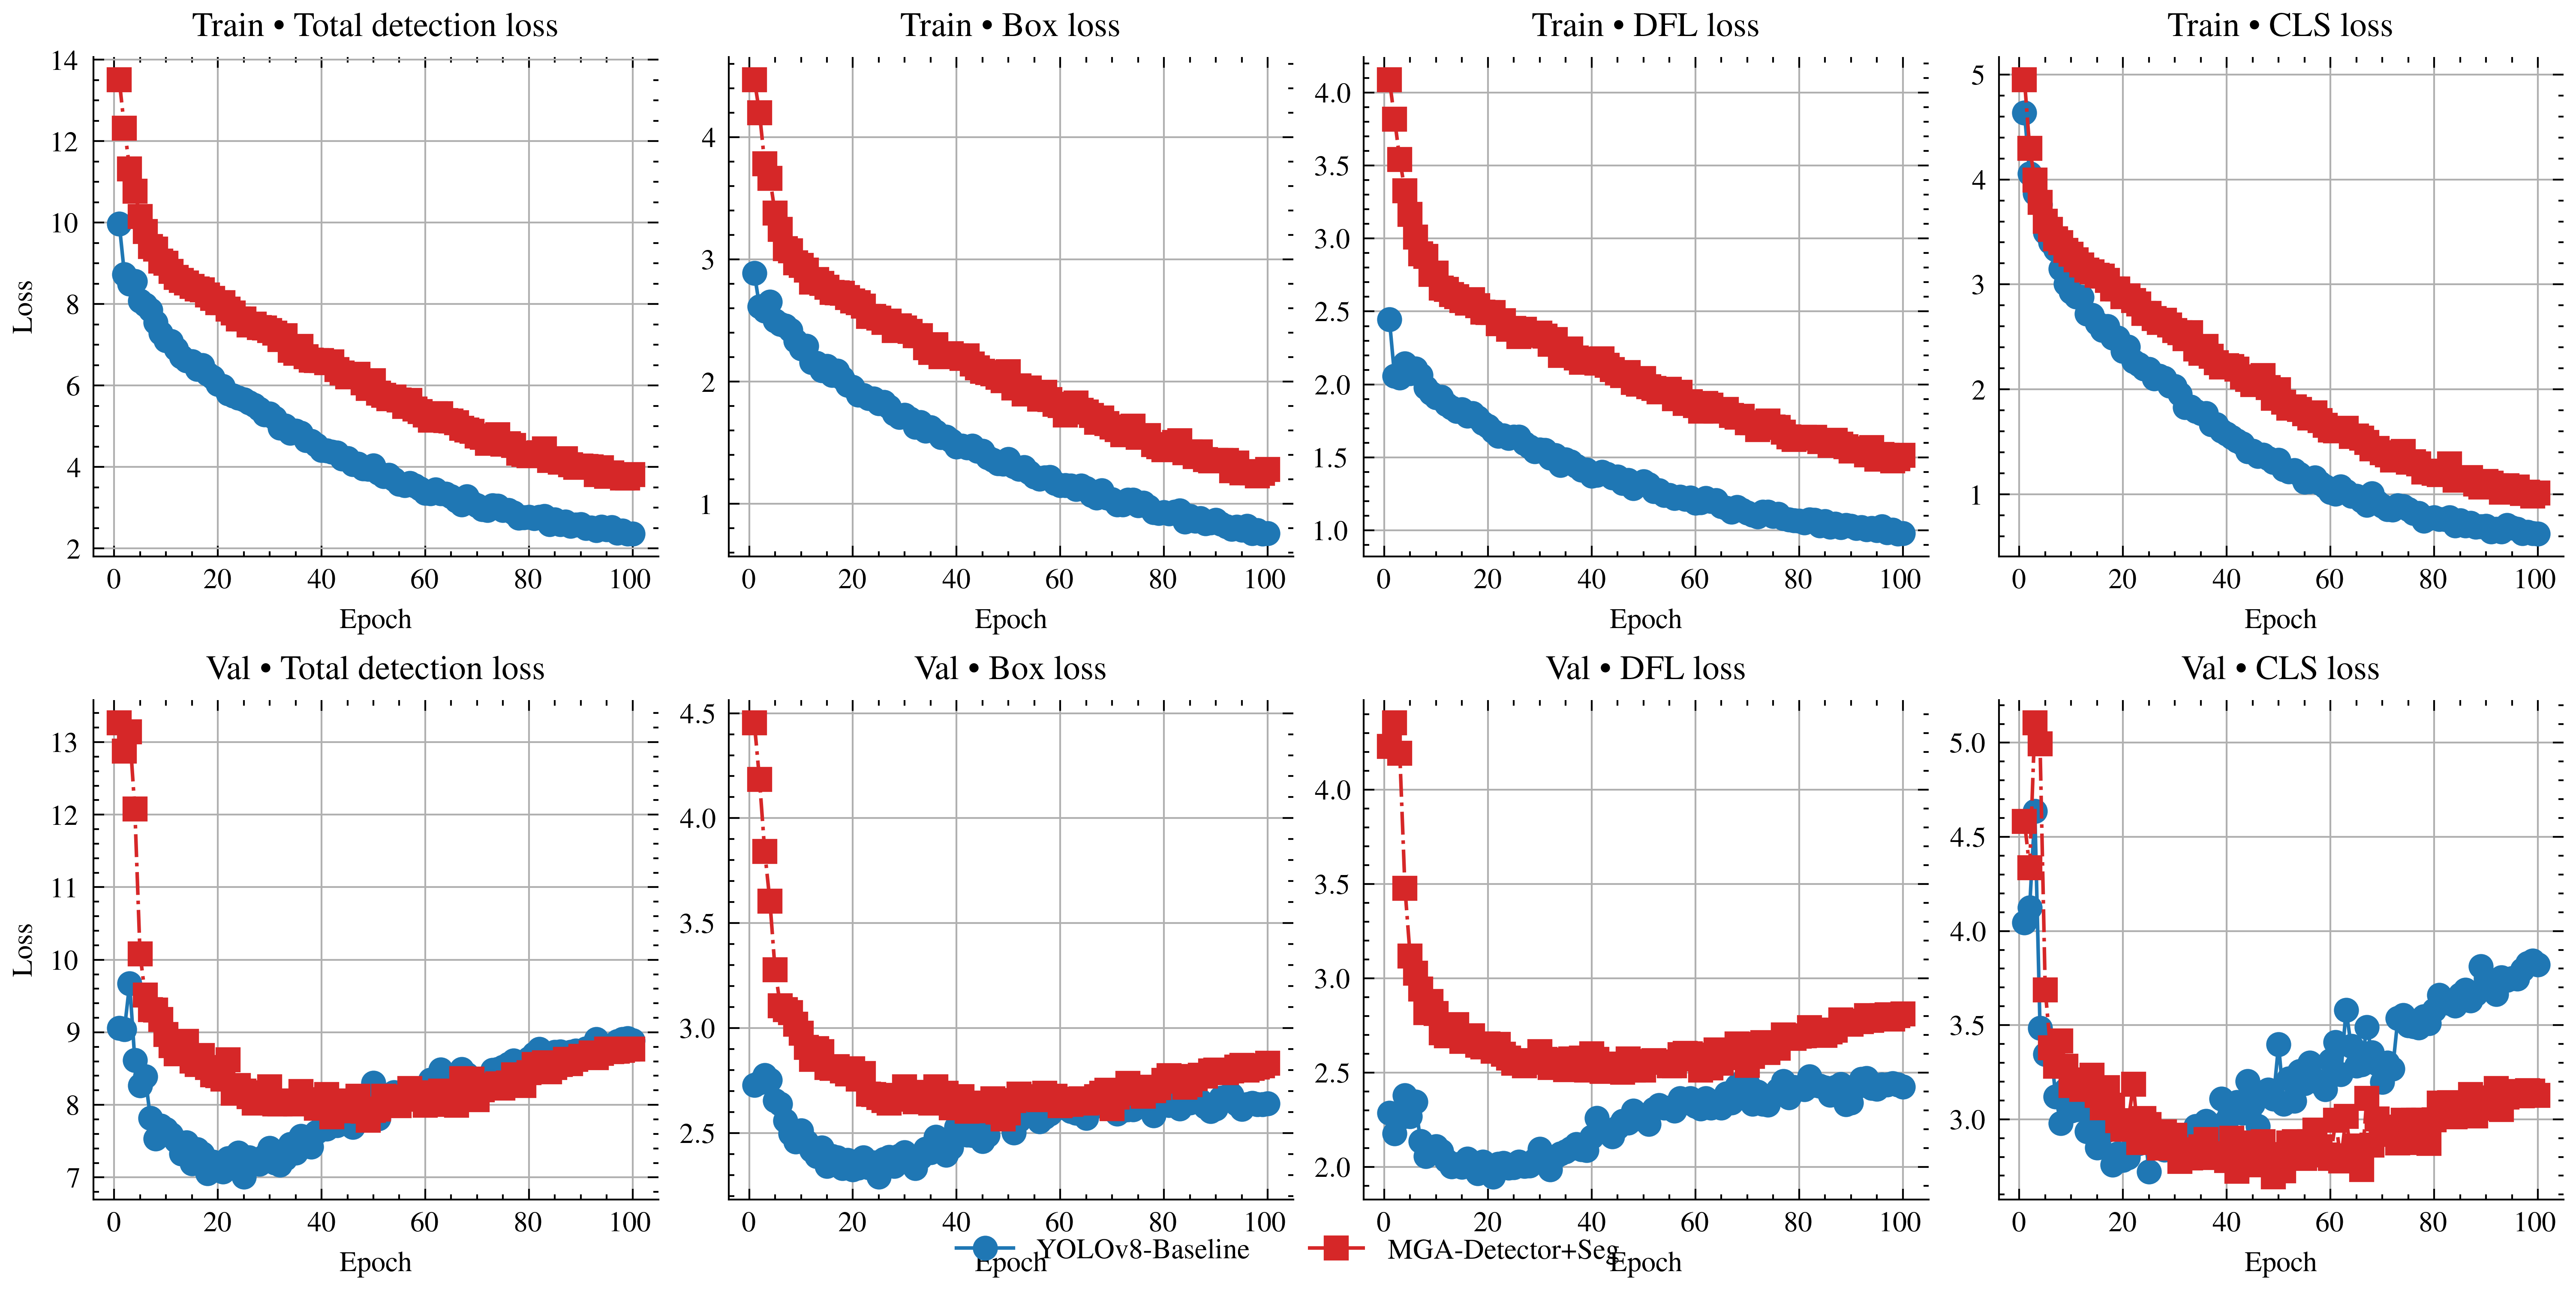 Train • Total detection loss
Train • Box loss
Train • DFL loss
Train • CLS loss
Loss
14
12
10
8
6
4
2
0 20 40 60 80 100
Epoch
4
3
2
1
0 20 40 60 80 100
Epoch
4.0
3.5
3.0
2.5
2.0
1.5
1.0
0 20 40 60 80 100
Epoch
5
4
3
2
1
0 20 40 60 80 100
Epoch
Val • Total detection loss
Val • Box loss
Val • DFL loss
Val • CLS loss
Loss
13
12
11
10
9
8
7
0 20 40 60 80 100
Epoch
4.5
4.0
3.5
3.0
2.5
0 20 40 60 80 100
Epoch
4.0
3.5
3.0
2.5
2.0
0 20 40 60 80 100
Epoch
5.0
4.5
4.0
3.5
3.0
0 20 40 60 80 100
Epoch
YOLOv8-Baseline
MGA-Detector+Seg